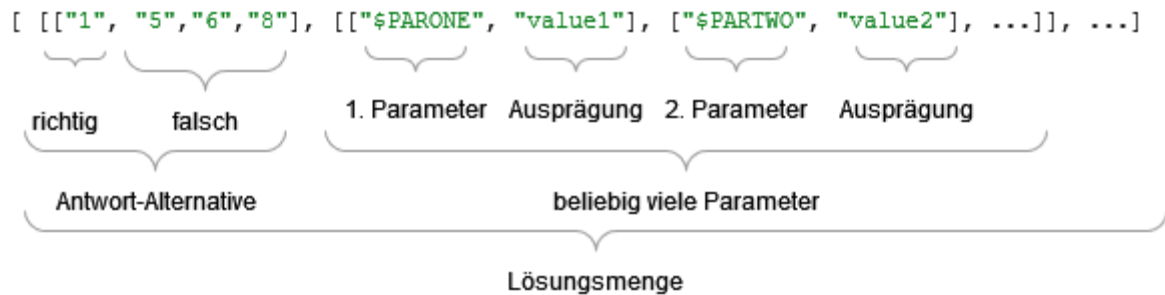 [ [["1", "5","6","8"], [["$PARONE", "value1"], ["$PARTWO", "value2"], ...]], ...]
richtig falsch 1. Parameter Ausprägung 2. Parameter Ausprägung
Antwort-Alternative beliebig viele Parameter
Lösungsmenge